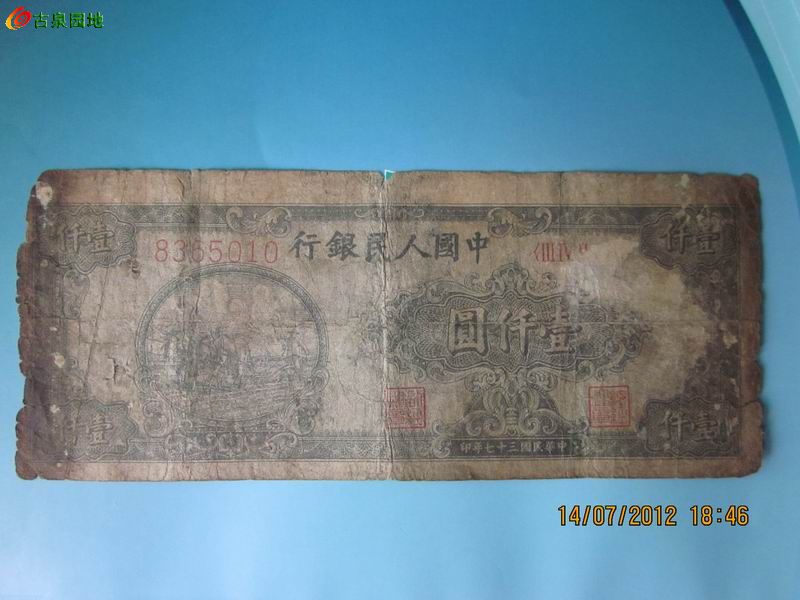 古泉园地
壹仟
壹仟
8365010
中國人民銀行
壹仟圓
壹仟
壹仟
中華民國三十七年印
14/07/2012 18:46